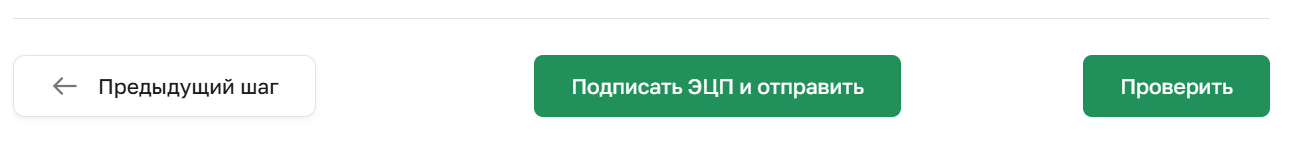 Предыдущий шаг
Подписать ЭЦП и отправить
Проверить